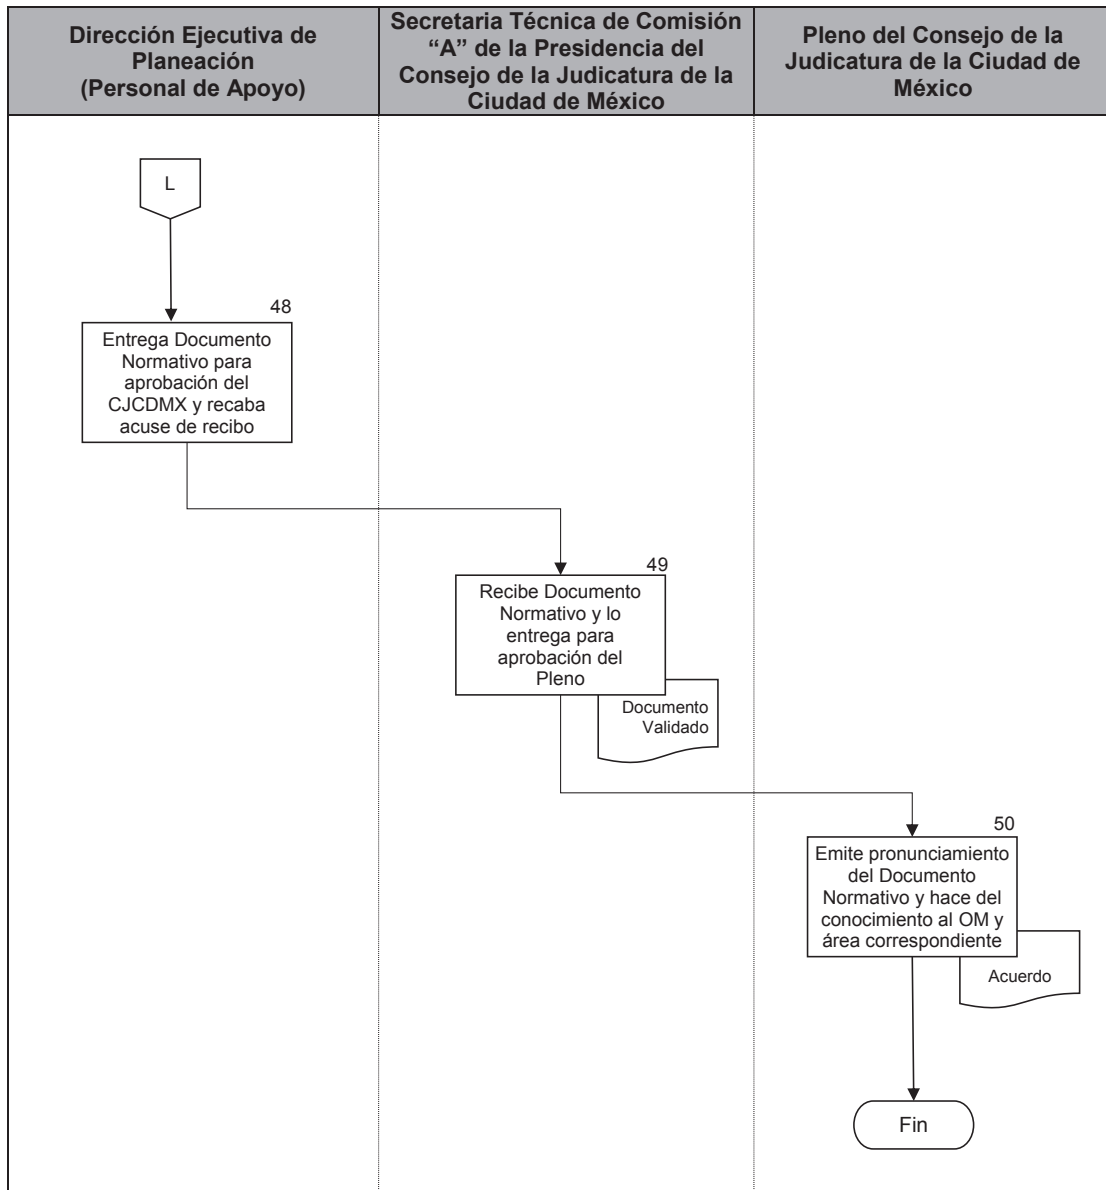 Dirección Ejecutiva de
Planeación
(Personal de Apoyo)
Secretaria Técnica de Comisión
“A” de la Presidencia del
Consejo de la Judicatura de la
Ciudad de México
Pleno del Consejo de la
Judicatura de la Ciudad de
México
L
48
Entrega Documento
Normativo para
aprobación del
CJCDMX y recaba
acuse de recibo
49
Recibe Documento
Normativo y lo
entrega para
aprobación del
Pleno
Documento
Validado
50
Emite pronunciamiento
del Documento
Normativo y hace del
conocimiento al OM y
área correspondiente
Acuerdo
Fin